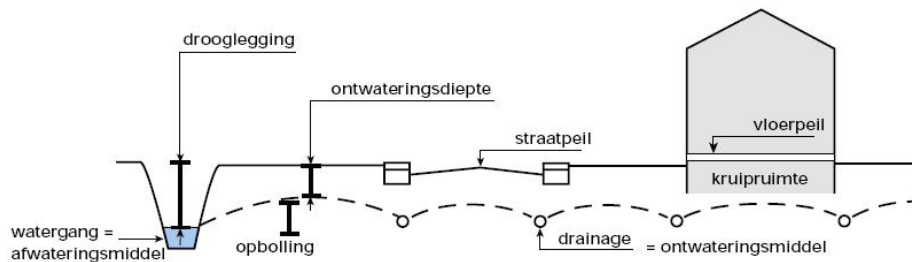 drooglegging
ontwateringsdiepte
straatpeil
vloerpeil
kruipruimte
watergang =
afwateringsmiddel
opbolling
drainage = ontwateringsmiddel